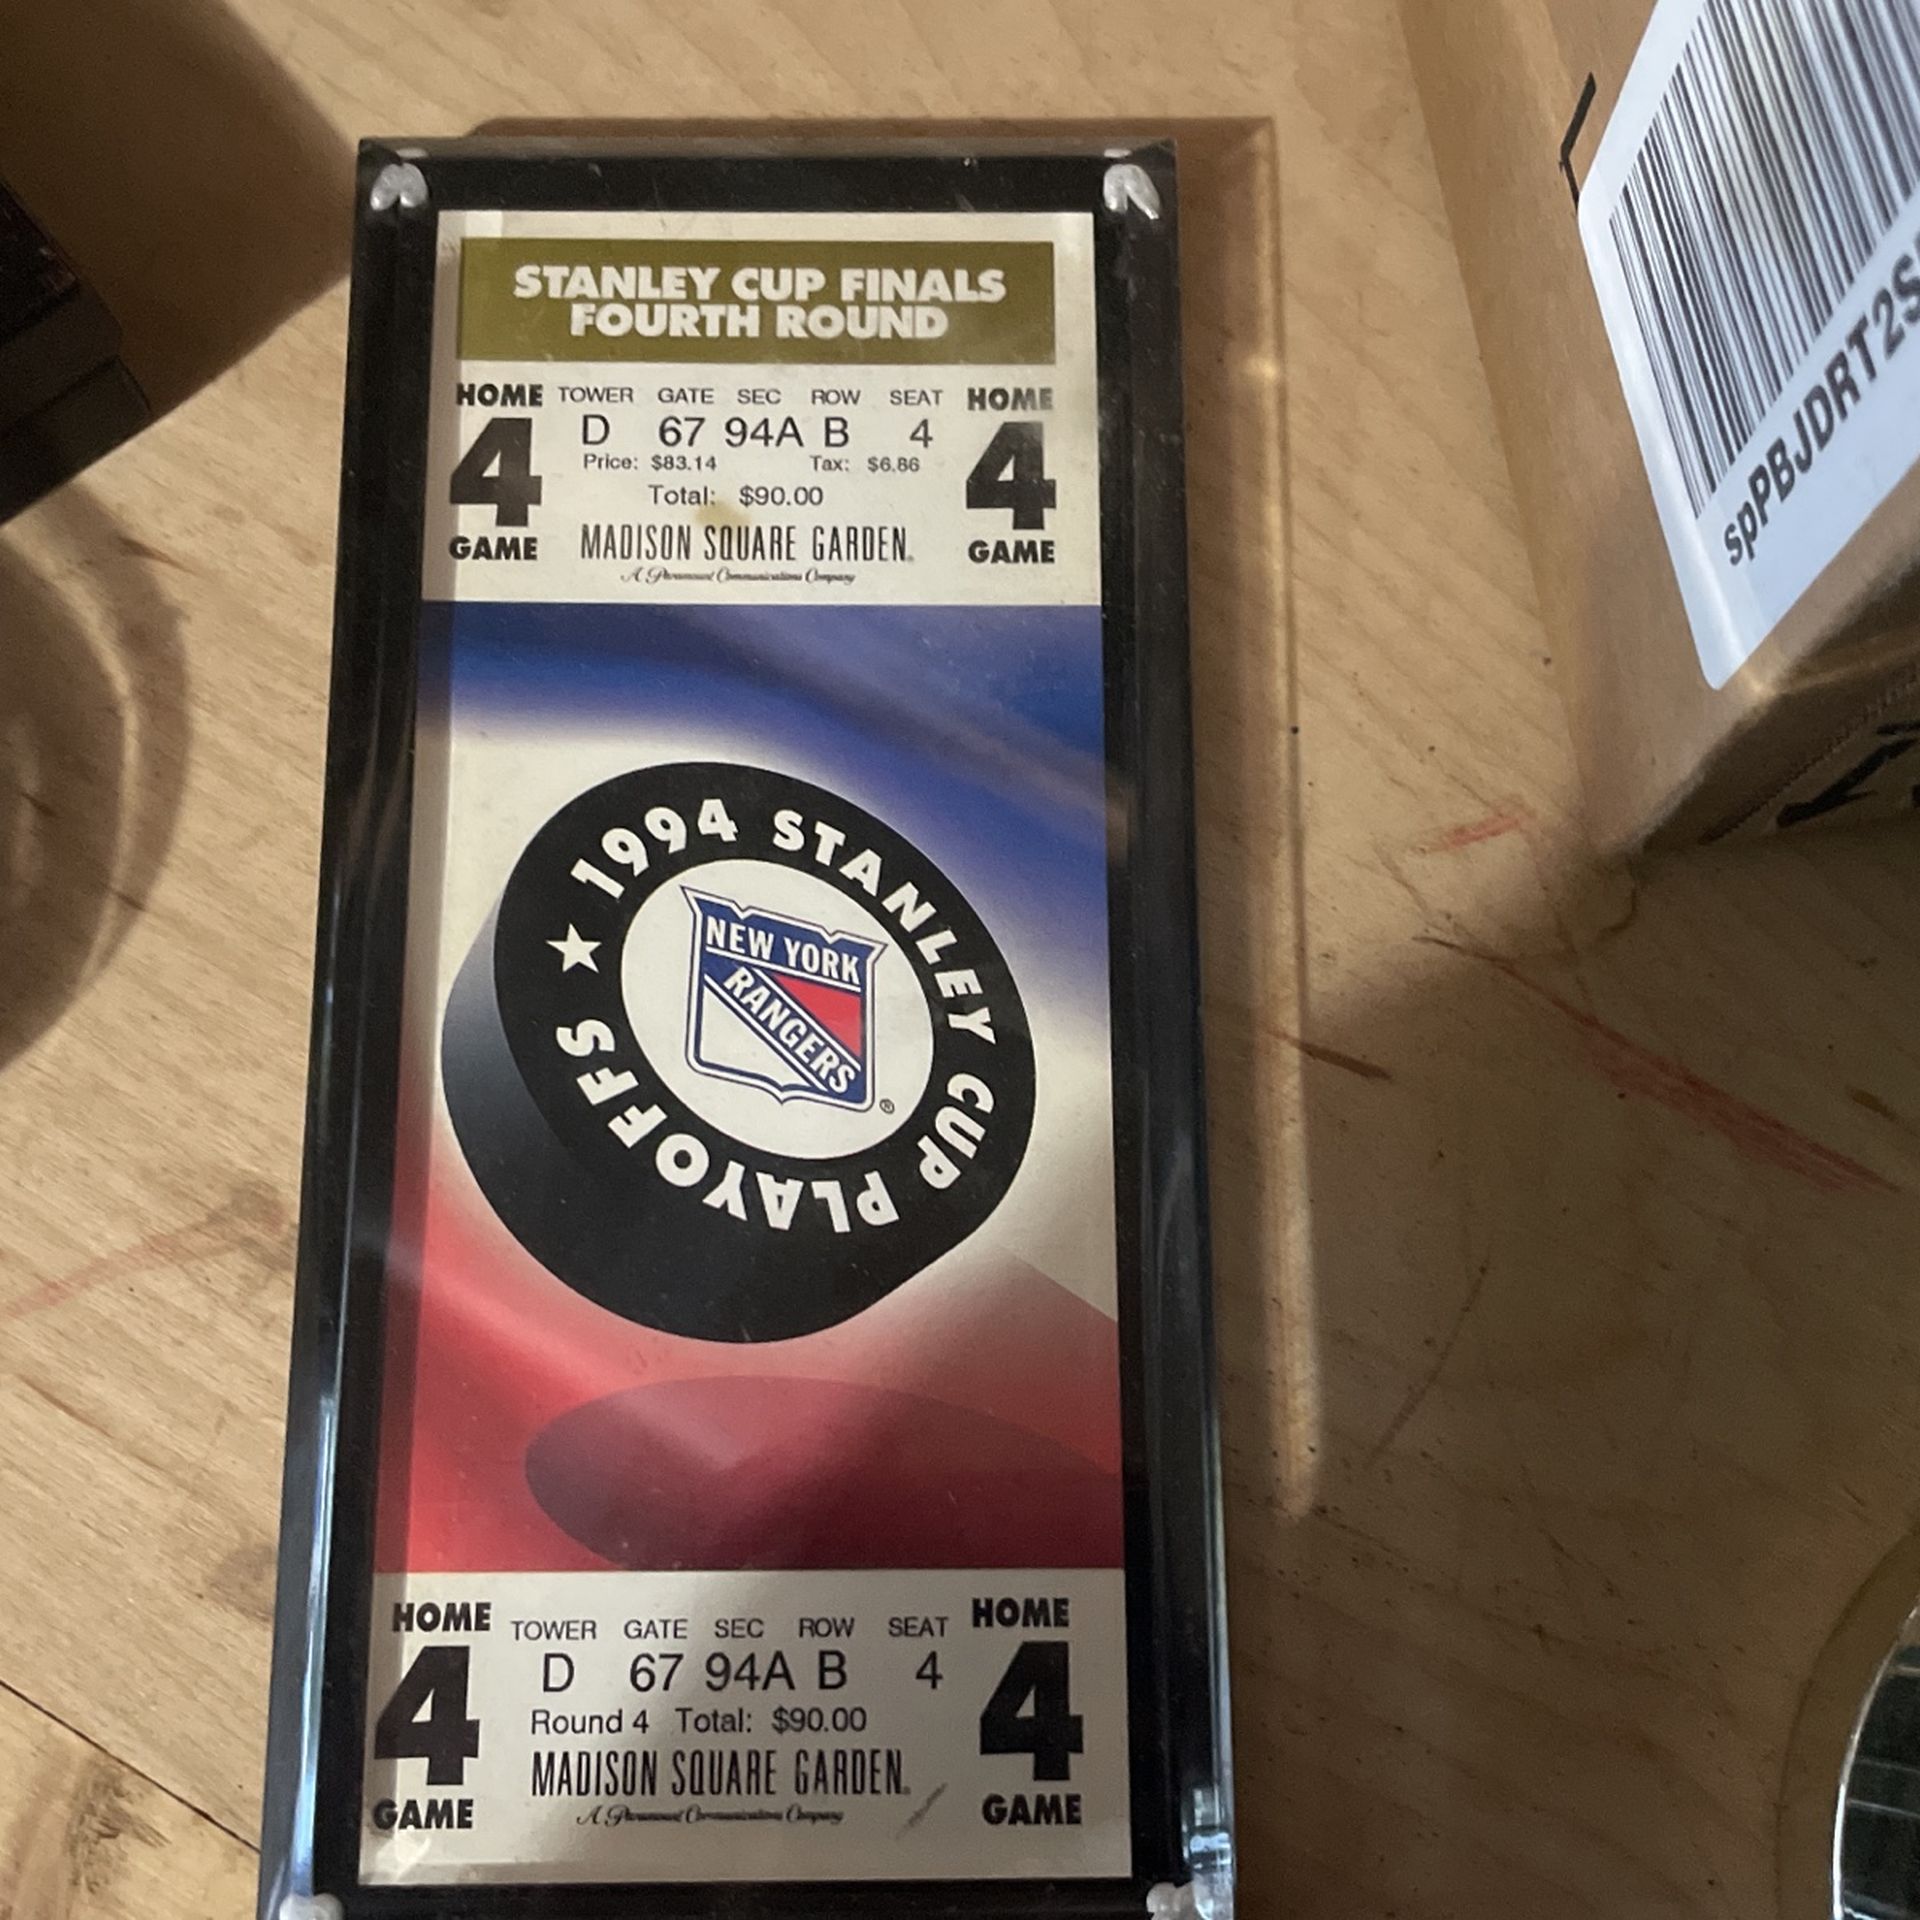 STANLEY CUP FINALS
FOURTH ROUND
HOME TOWER GATE SEC ROW SEAT HOME
4 D 67 94A B 4 4
Price: $83.14 Tax: $6.86
Total: $90.00
GAME MADISON SQUARE GARDEN® GAME
A Paramount Communications Company
★ 1994 STANLEY CUP PLAYOFFS
NEW YORK
RANGERS
®
HOME TOWER GATE SEC ROW SEAT HOME
4 D 67 94A B 4 4
Round 4 Total: $90.00
MADISON SQUARE GARDEN®
GAME A Paramount Communications Company GAME